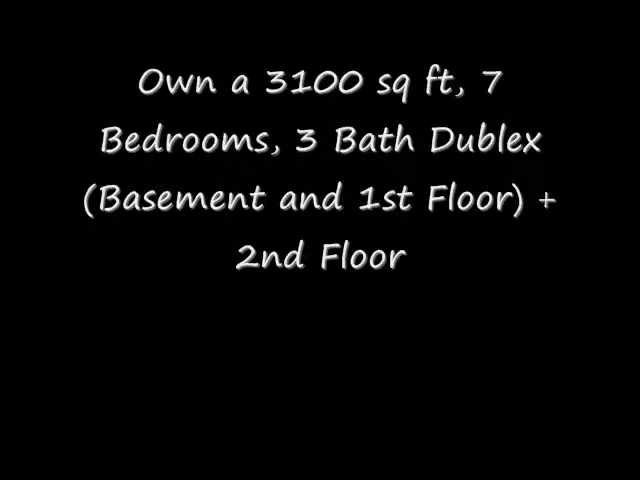 Own a 3100 sq ft, 7
Bedrooms, 3 Bath Dublex
(Basement and 1st Floor) +
2nd Floor